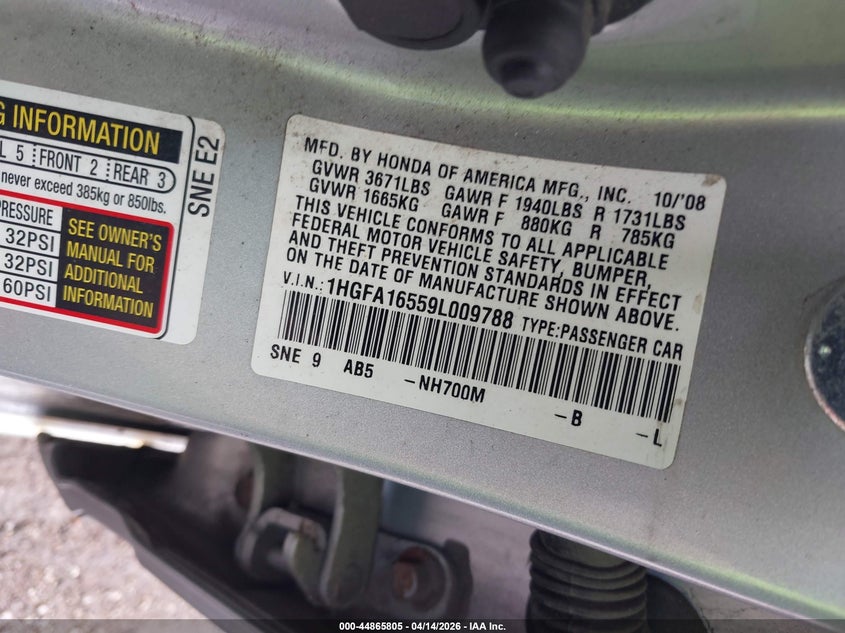 G INFORMATION
L 5 FRONT 2 REAR 3
never exceed 385kg or 850lbs.
PRESSURE
32PSI
32PSI
60PSI
SEE OWNER'S
MANUAL FOR
ADDITIONAL
INFORMATION
SNE E2
MFD. BY HONDA OF AMERICA MFG., INC. 10/'08
GVWR 3671LBS GAWR F 1940LBS R 1731LBS
GVWR 1665KG GAWR F 880KG R 785KG
THIS VEHICLE CONFORMS TO ALL APPLICABLE
FEDERAL MOTOR VEHICLE SAFETY, BUMPER,
AND THEFT PREVENTION STANDARDS IN EFFECT
ON THE DATE OF MANUFACTURE SHOWN ABOVE.
V.I.N.: 1HGFA16559L009788 TYPE:PASSENGER CAR
SNE 9 AB5 -NH700M -B -L
000-44865805 - 04/14/2026 - IAA Inc.